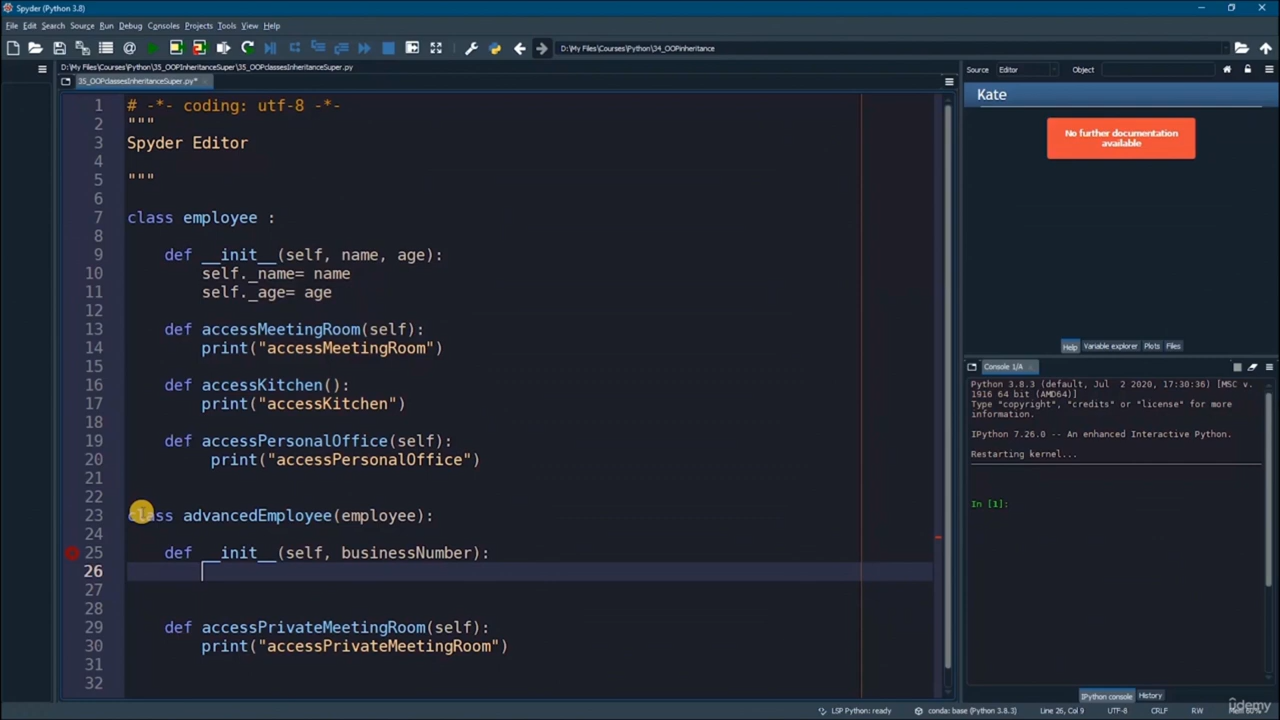 Spyder (Python 3.8)
File Edit Search Source Run Debug Consoles Projects Tools View Help
D:\My Files\Courses\Python\34_OOPinheritance
D:\My Files\Courses\Python\35_OOPInheritanceSuper\35_OOPclassesInheritanceSuper.py
35_OOPclassesInheritanceSuper.py*
1 # -*- coding: utf-8 -*-
2 """
3 Spyder Editor
4
5 """
6
7 class employee :
8
9 def __init__(self, name, age):
10 self._name= name
11 self._age= age
12
13 def accessMeetingRoom(self):
14 print("accessMeetingRoom")
15
16 def accessKitchen():
17 print("accessKitchen")
18
19 def accessPersonalOffice(self):
20 print("accessPersonalOffice")
21
22
23 class advancedEmployee(employee):
24
25 def __init__(self, businessNumber):
26
27
28
29 def accessPrivateMeetingRoom(self):
30 print("accessPrivateMeetingRoom")
31
32
Source Editor Object
Kate
No further documentation
available
Help Variable explorer Plots Files
Console 1/A
Python 3.8.3 (default, Jul 2 2020, 17:30:36) [MSC v.
1916 64 bit (AMD64)]
Type "copyright", "credits" or "license" for more
information.
IPython 7.26.0 -- An enhanced Interactive Python.
Restarting kernel...
In [1]:
IPython console History
LSP Python: ready conda: base (Python 3.8.3) Line 26, Col 9 UTF-8 CRLF RW
udemy